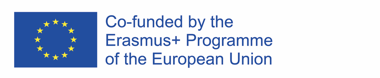 Co-funded by the
Erasmus+ Programme
of the European Union